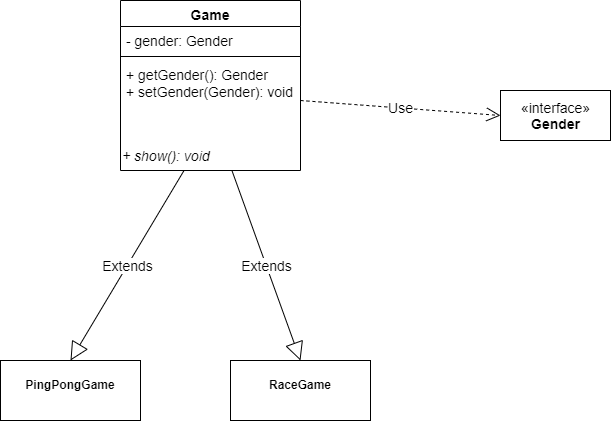 Game
- gender: Gender
+ getGender(): Gender
+ setGender(Gender): void
+ show(): void
Use
«interface»
Gender
Extends
Extends
PingPongGame
RaceGame